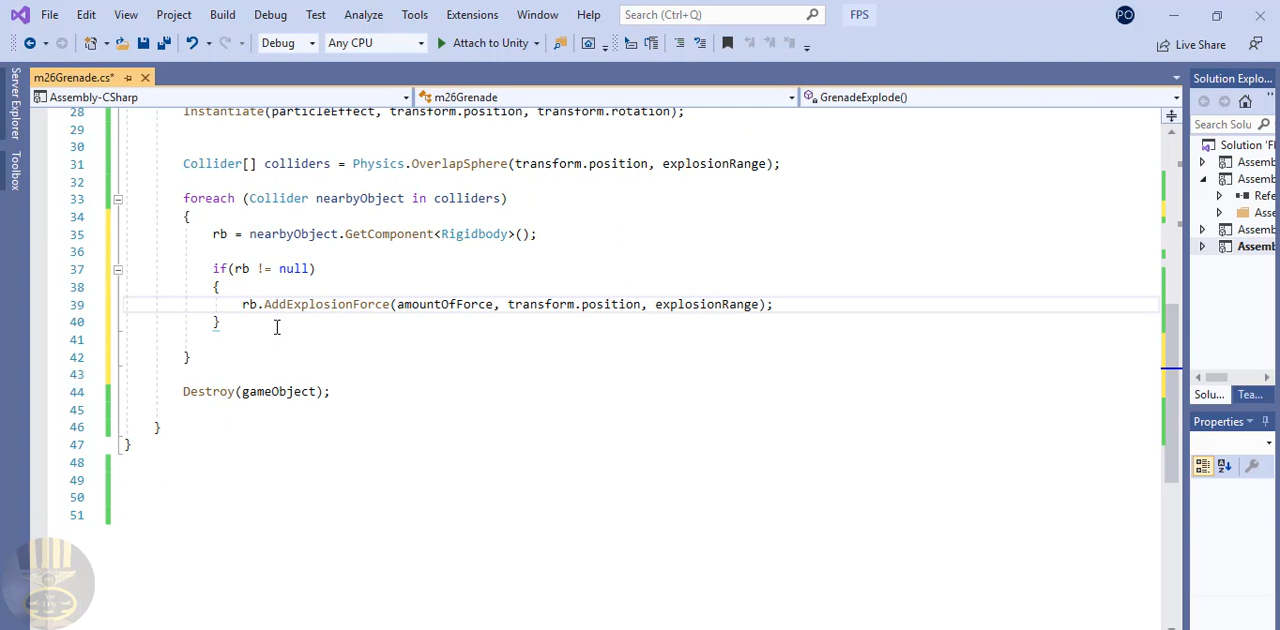 File Edit View Project Build Debug Test Analyze Tools Extensions Window Help Search (Ctrl+Q) FPS PO
Debug Any CPU Attach to Unity Live Share
Server Explorer
Toolbox
m26Grenade.cs*
Assembly-CSharp m26Grenade GrenadeExplode()
28 Instantiate(particleEffect, transform.position, transform.rotation);
29
30
31 Collider[] colliders = Physics.OverlapSphere(transform.position, explosionRange);
32
33 foreach (Collider nearbyObject in colliders)
34 {
35 rb = nearbyObject.GetComponent<Rigidbody>();
36
37 if(rb != null)
38 {
39 rb.AddExplosionForce(amountOfForce, transform.position, explosionRange);
40 }
41
42 }
43
44 Destroy(gameObject);
45
46 }
47 }
48
49
50
51
Solution Explo...
Search Solu
Solution 'F
Assemb
Assemb
Refe
Asse
Assemb
Assemb
Solu... Tea...
Properties